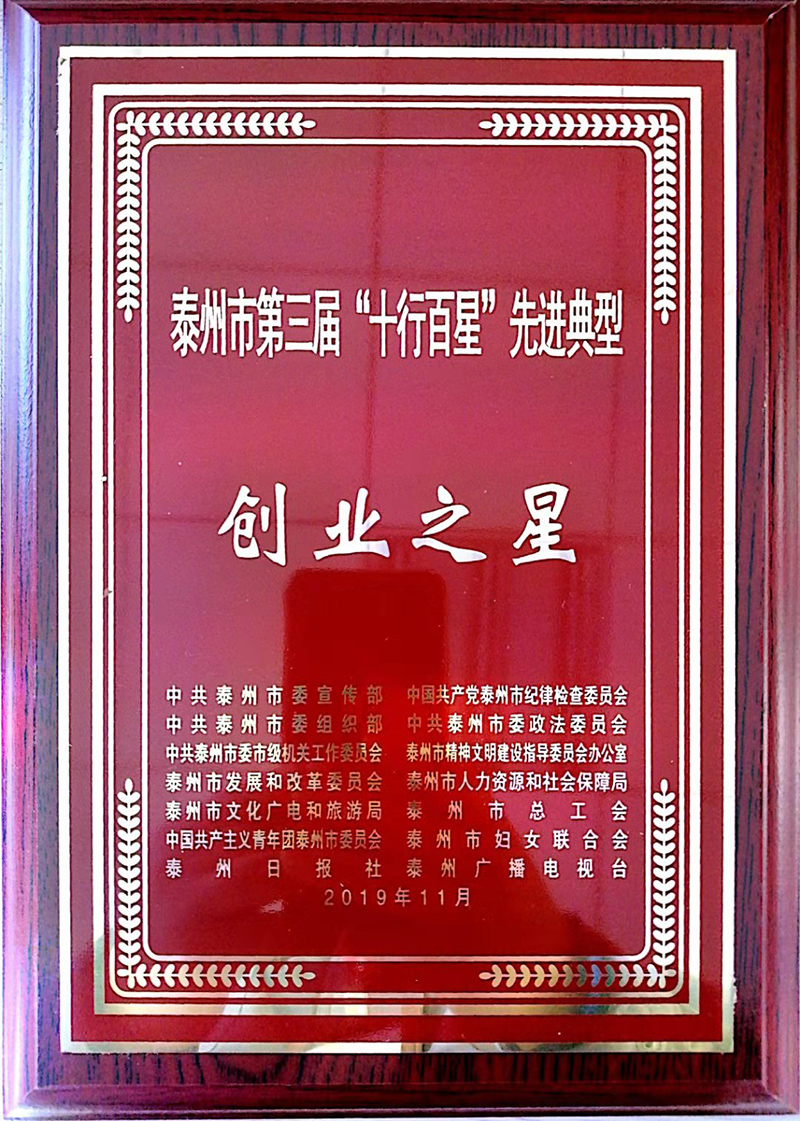 泰州市第三届“十行百星”先进典型
创业之星
中共泰州市委宣传部 中国共产党泰州市纪律检查委员会
中共泰州市委组织部 中共泰州市委政法委员会
中共泰州市委市级机关工作委员会 泰州市精神文明建设指导委员会办公室
泰州市发展和改革委员会 泰州市人力资源和社会保障局
泰州市文化广电和旅游局 泰州市总工会
中国共产主义青年团泰州市委员会 泰州市妇女联合会
泰州日报社 泰州广播电视台
2019年11月